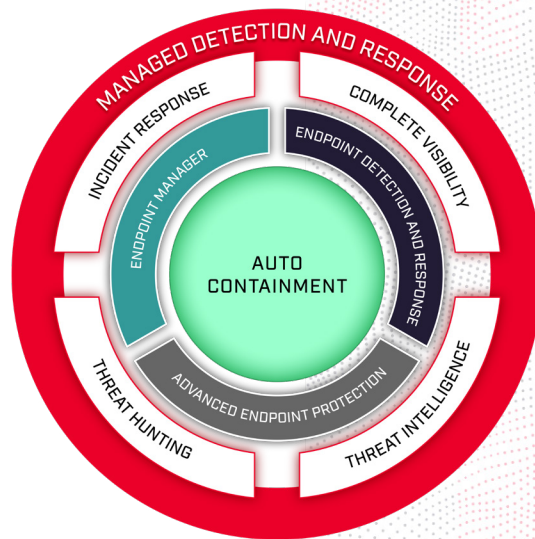 MANAGED DETECTION AND RESPONSE
INCIDENT RESPONSE
COMPLETE VISIBILITY
ENDPOINT MANAGER
ENDPOINT DETECTION AND RESPONSE
AUTO
CONTAINMENT
ADVANCED ENDPOINT PROTECTION
THREAT HUNTING
THREAT INTELLIGENCE